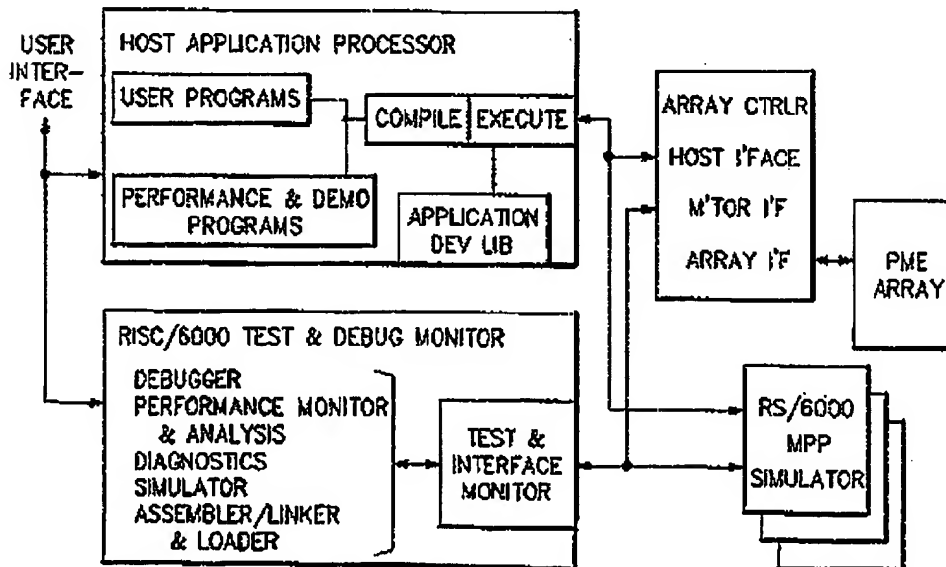 USER
INTER-
FACE
HOST APPLICATION PROCESSOR
USER PROGRAMS
COMPILE
EXECUTE
PERFORMANCE & DEMO
PROGRAMS
APPLICATION
DEV LIB
ARRAY CTRLR
HOST I'FACE
M'TOR I'F
ARRAY I'F
PME
ARRAY
RISC/6000 TEST & DEBUG MONITOR
DEBUGGER
PERFORMANCE MONITOR
& ANALYSIS
DIAGNOSTICS
SIMULATOR
ASSEMBLER/LINKER
& LOADER
TEST &
INTERFACE
MONITOR
RS/6000
MPP
SIMULATOR